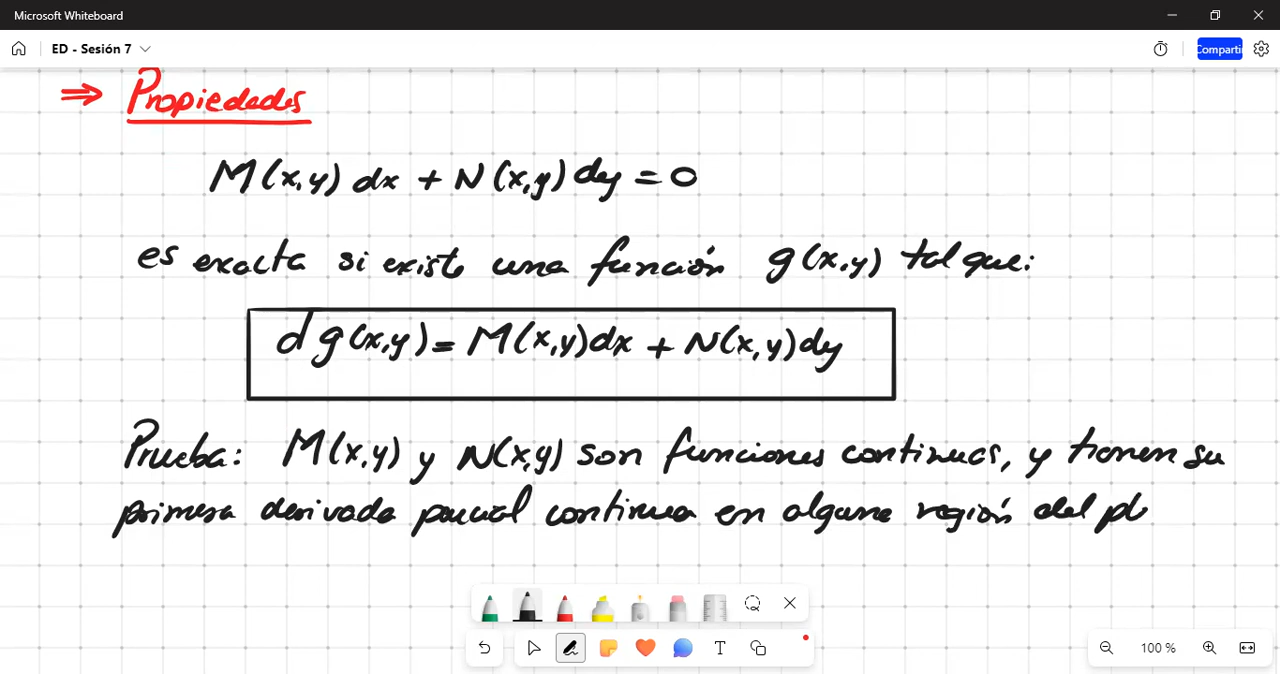 Microsoft Whiteboard
ED - Sesión 7
Compartir
⇒ Propiedades
M(x,y) dx + N(x,y) dy = 0
es exacta si existe una función g(x,y) tal que:
d g(x,y) = M(x,y)dx + N(x,y)dy
Prueba: M(x,y) y N(x,y) son funciones continuas, y tienen su
primera derivada parcial continua en alguna región del pl
100 %